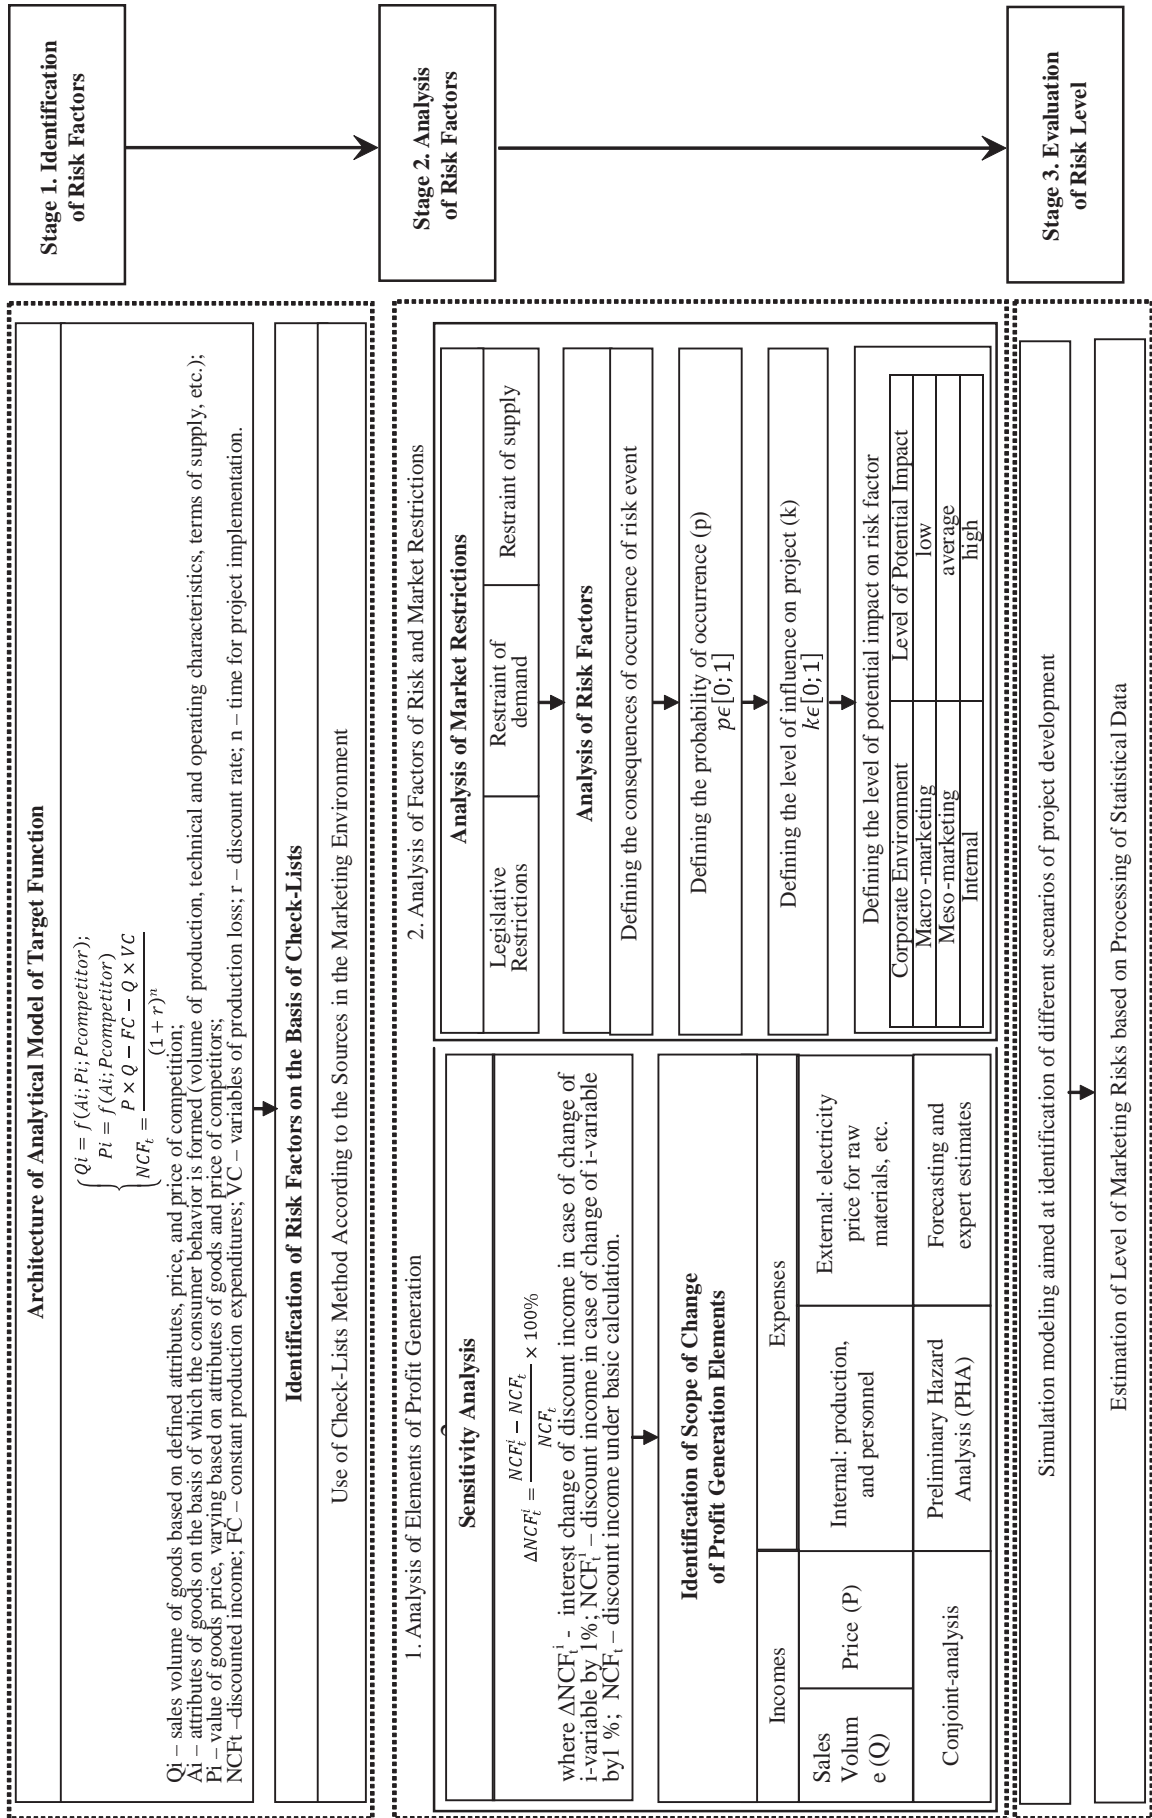 Stage 1. Identification
of Risk Factors
Architecture of Analytical Model of Target Function
Qi = f(Ai; Pi; Pcompetitor);
Pi = f(Ai; Pcompetitor)
NCF_t = (P × Q − FC − Q × VC) / (1 + r)^n
Qi – sales volume of goods based on defined attributes, price, and price of competition;
Ai – attributes of goods on the basis of which the consumer behavior is formed (volume of production, technical and operating characteristics, terms of supply, etc.);
Pi – value of goods price, varying based on attributes of goods and price of competitors;
NCFt –discounted income; FC – constant production expenditures; VC – variables of production loss; r – discount rate; n – time for project implementation.
Identification of Risk Factors on the Basis of Check-Lists
Use of Check-Lists Method According to the Sources in the Marketing Environment
Stage 2. Analysis
of Risk Factors
1. Analysis of Elements of Profit Generation
Sensitivity Analysis
ΔNCF_t^i = (NCF_t^i − NCF_t) / NCF_t × 100%
where ΔNCF_t^i - interest change of discount income in case of change of
i-variable by 1%; NCF_t^i – discount income in case of change of i-variable
by1 %; NCF_t – discount income under basic calculation.
Identification of Scope of Change
of Profit Generation Elements
Incomes
Expenses
Sales
Volum
e (Q)
Price (P)
Internal: production,
and personnel
External: electricity
price for raw
materials, etc.
Conjoint-analysis
Preliminary Hazard
Analysis (PHA)
Forecasting and
expert estimates
2. Analysis of Factors of Risk and Market Restrictions
Analysis of Market Restrictions
Legislative
Restrictions
Restraint of
demand
Restraint of supply
Analysis of Risk Factors
Defining the consequences of occurrence of risk event
Defining the probability of occurrence (p)
pϵ[0; 1]
Defining the level of influence on project (k)
kϵ[0; 1]
Defining the level of potential impact on risk factor
Corporate Environment Level of Potential Impact
Macro-marketing low
Meso-marketing average
Internal high
Stage 3. Evaluation
of Risk Level
Simulation modeling aimed at identification of different scenarios of project development
Estimation of Level of Marketing Risks based on Processing of Statistical Data